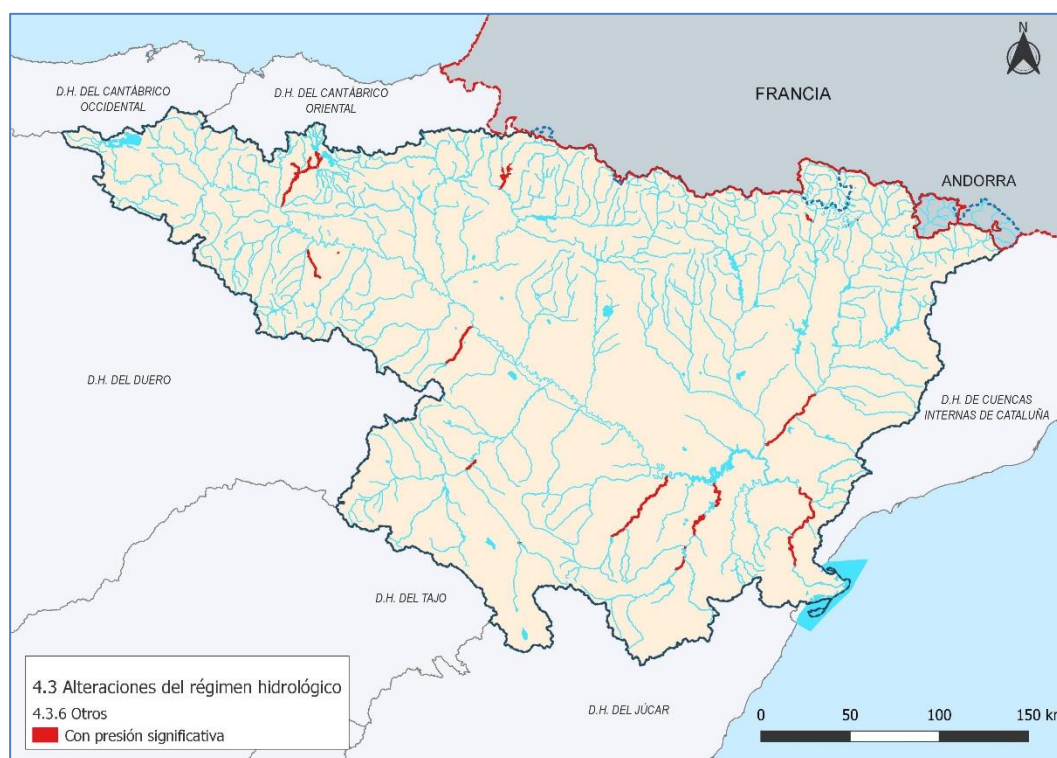 N
D.H. DEL CANTÁBRICO
OCCIDENTAL
D.H. DEL CANTÁBRICO
ORIENTAL
FRANCIA
ANDORRA
D.H. DEL DUERO
D.H. DE CUENCAS
INTERNAS DE CATALUÑA
D.H. DEL TAJO
D.H. DEL JÚCAR
4.3 Alteraciones del régimen hidrológico
4.3.6 Otros
Con presión significativa
0 50 100 150 km